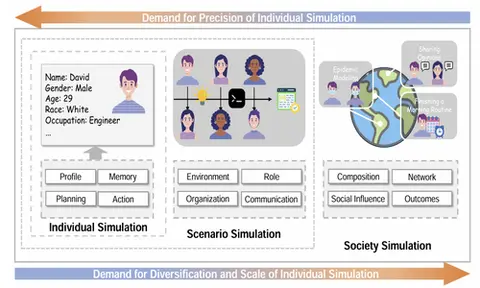 Demand for Precision of Individual Simulation
Name: David
Gender: Male
Age: 29
Race: White
Occupation: Engineer
...
Profile
Memory
Planning
Action
Individual Simulation
Environment
Role
Organization
Communication
Scenario Simulation
Epidemic
Modeling
Sharing
Planning a
Morning Routine
Composition
Network
Social Influence
Outcomes
Society Simulation
Demand for Diversification and Scale of Individual Simulation